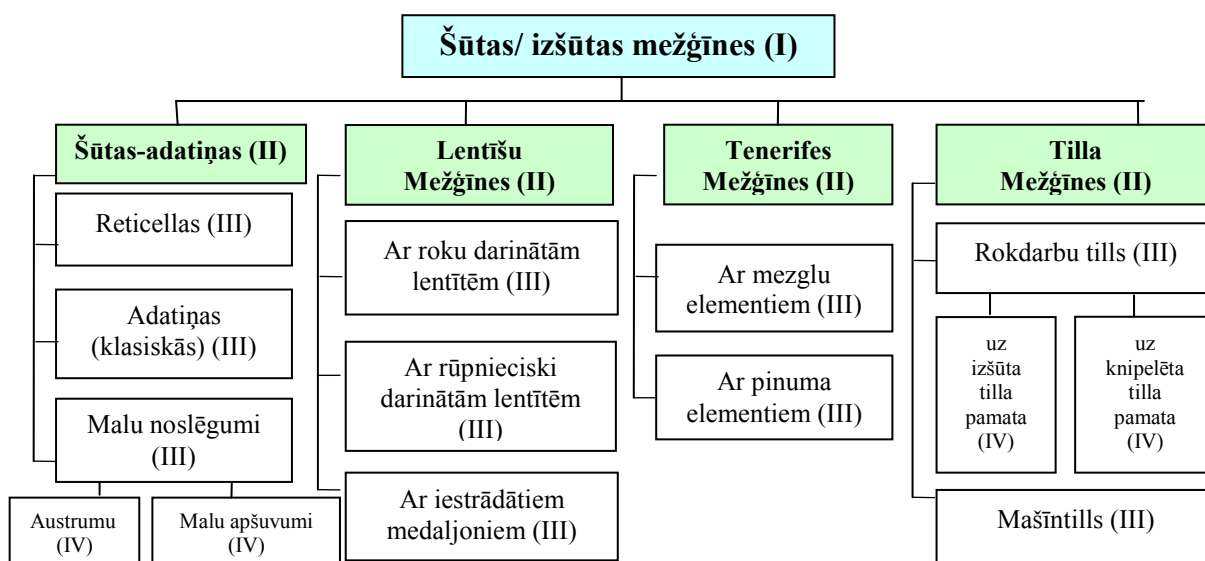 Šūtas/ izšūtas mežģīnes (I)
Šūtas-adatiņas (II)
Reticellas (III)
Adatiņas
(klasiskās) (III)
Malu noslēgumi
(III)
Austrumu
(IV)
Malu apšuvumi
(IV)
Lentīšu
Mežģīnes (II)
Ar roku darinātām
lentītēm (III)
Ar rūpnieciski
darinātām lentītēm
(III)
Ar iestrādātiem
medaljoniem (III)
Tenerifes
Mežģīnes (II)
Ar mezglu
elementiem (III)
Ar pinuma
elementiem (III)
Tilla
Mežģīnes (II)
Rokdarbu tills (III)
uz
izšūta
tilla
pamata
(IV)
uz
knipelēta
tilla
pamata
(IV)
Mašīntills (III)